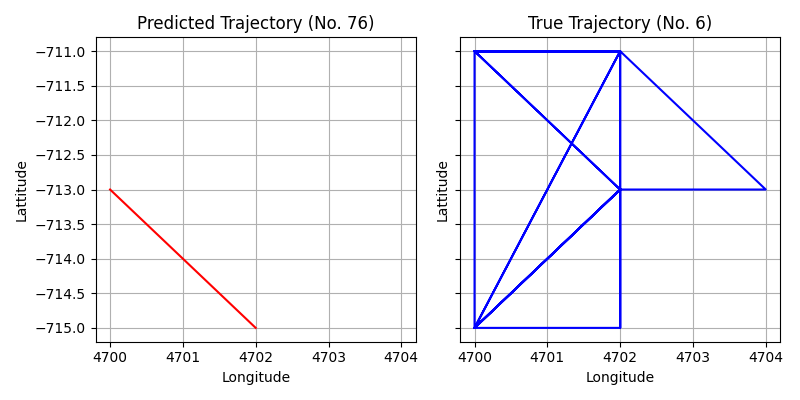 Predicted Trajectory (No. 76)
True Trajectory (No. 6)
Lattitude
−711.0
−711.5
−712.0
−712.5
−713.0
−713.5
−714.0
−714.5
−715.0
Lattitude
4700 4701 4702 4703 4704
4700 4701 4702 4703 4704
Longitude
Longitude